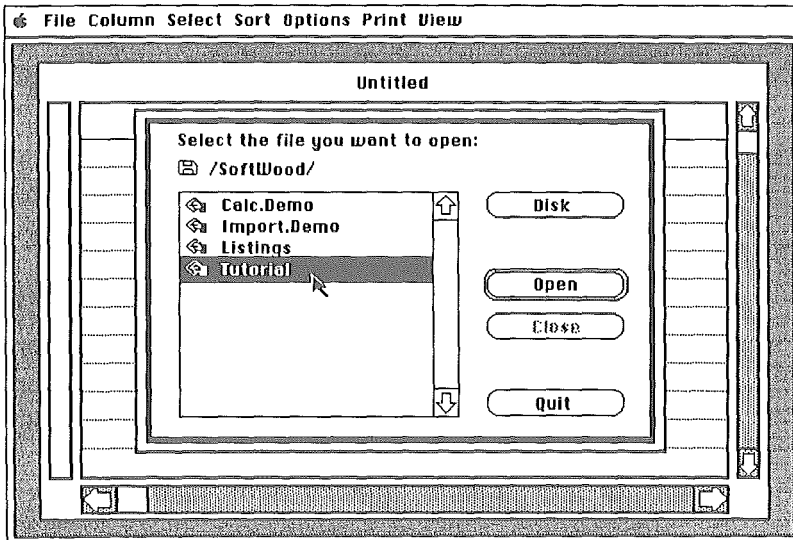 File Column Select Sort Options Print View
Untitled
Select the file you want to open:
/SoftWood/
Calc.Demo
Import.Demo
Listings
Tutorial
Disk
Open
Close
Quit